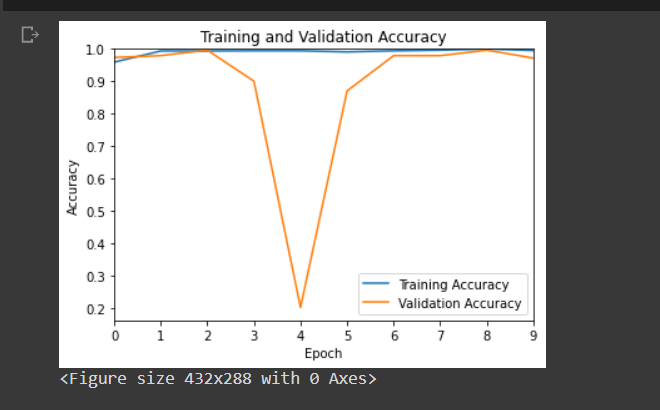 Training and Validation Accuracy
1.0
0.9
0.8
0.7
0.6
0.5
0.4
0.3
0.2
Accuracy
Training Accuracy
Validation Accuracy
0 1 2 3 4 5 6 7 8 9
Epoch
<Figure size 432x288 with 0 Axes>